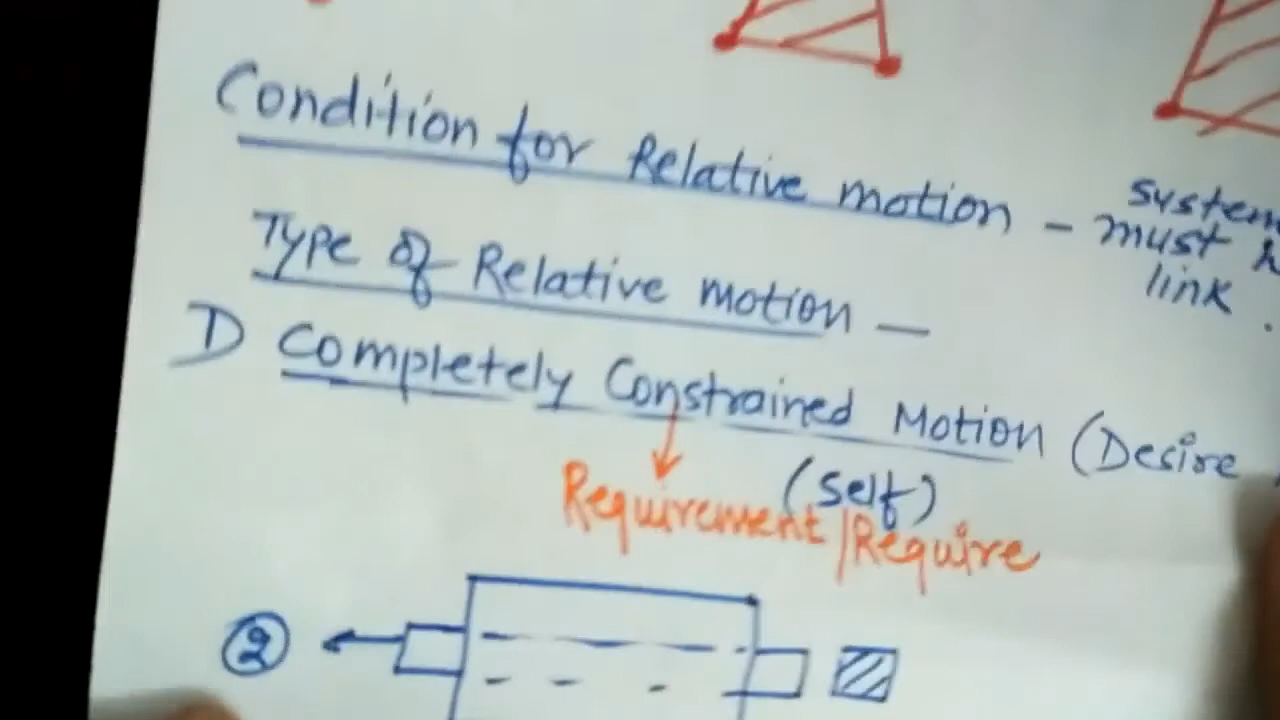 Condition for Relative motion - system
must
link.
Type of Relative motion —
1) Completely Constrained Motion (Desire
(self)
Requirement/Require
2